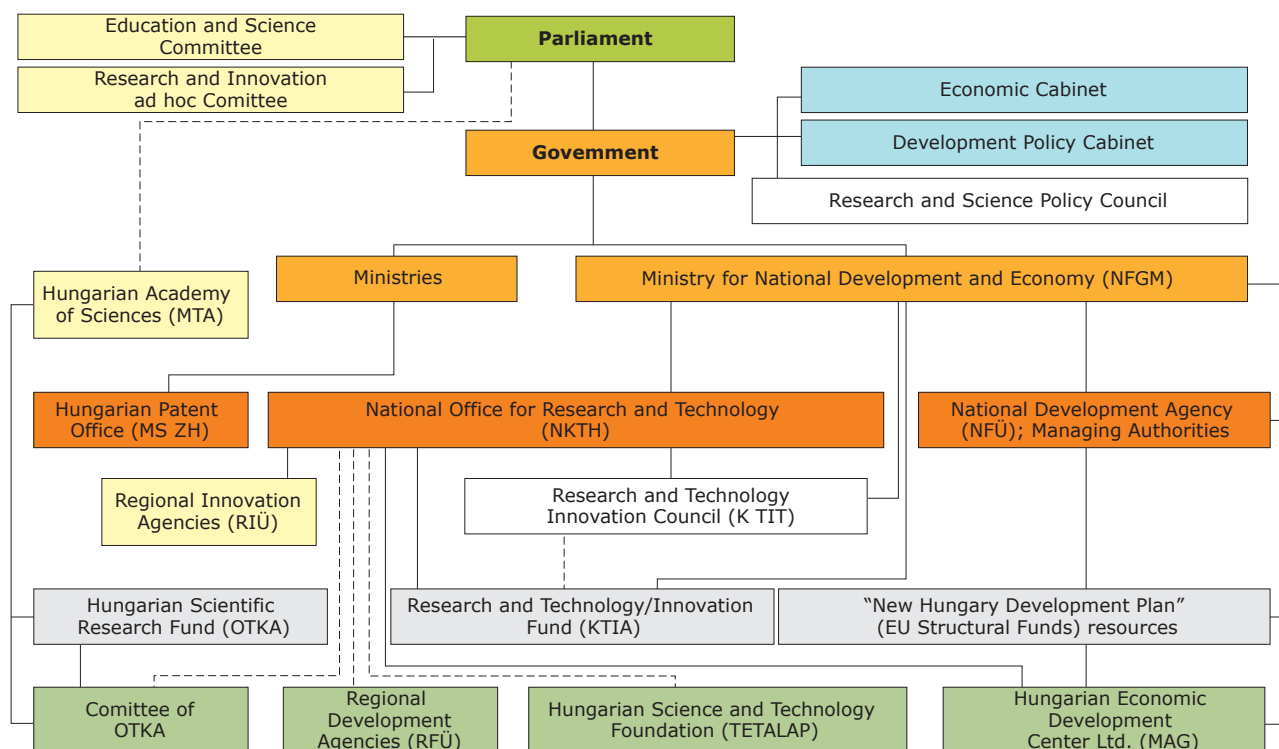 Education and Science
Committee
Parliament
Research and Innovation
ad hoc Comittee
Economic Cabinet
Govemment
Development Policy Cabinet
Research and Science Policy Council
Ministries
Ministry for National Development and Economy (NFGM)
Hungarian Academy
of Sciences (MTA)
Hungarian Patent
Office (MS ZH)
National Office for Research and Technology
(NKTH)
National Development Agency
(NFÜ); Managing Authorities
Regional Innovation
Agencies (RIÜ)
Research and Technology
Innovation Council (K TIT)
Hungarian Scientific
Research Fund (OTKA)
Research and Technology/Innovation
Fund (KTIA)
“New Hungary Development Plan”
(EU Structural Funds) resources
Comittee of
OTKA
Regional
Development
Agencies (RFÜ)
Hungarian Science and Technology
Foundation (TETALAP)
Hungarian Economic
Development
Center Ltd. (MAG)